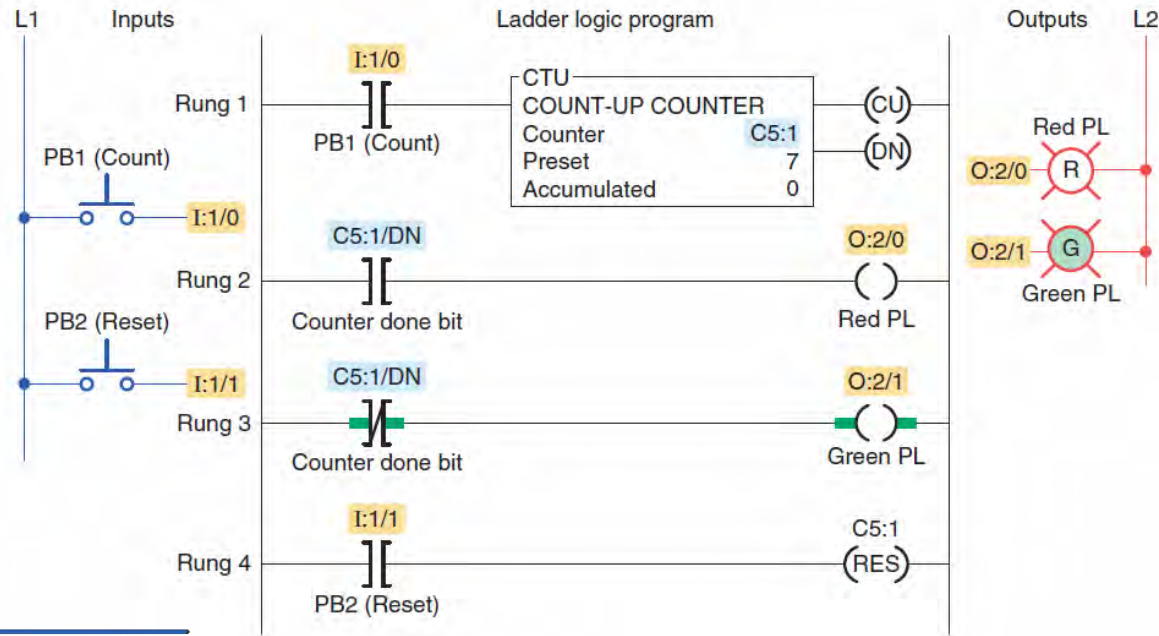 L1
Inputs
Ladder logic program
Outputs
L2
I:1/0
Rung 1
PB1 (Count)
CTU
COUNT-UP COUNTER
Counter C5:1
Preset 7
Accumulated 0
CU
DN
PB1 (Count)
I:1/0
Red PL
O:2/0
R
O:2/1
G
Green PL
C5:1/DN
Rung 2
Counter done bit
O:2/0
Red PL
PB2 (Reset)
I:1/1
C5:1/DN
Rung 3
Counter done bit
O:2/1
Green PL
I:1/1
Rung 4
PB2 (Reset)
C5:1
RES